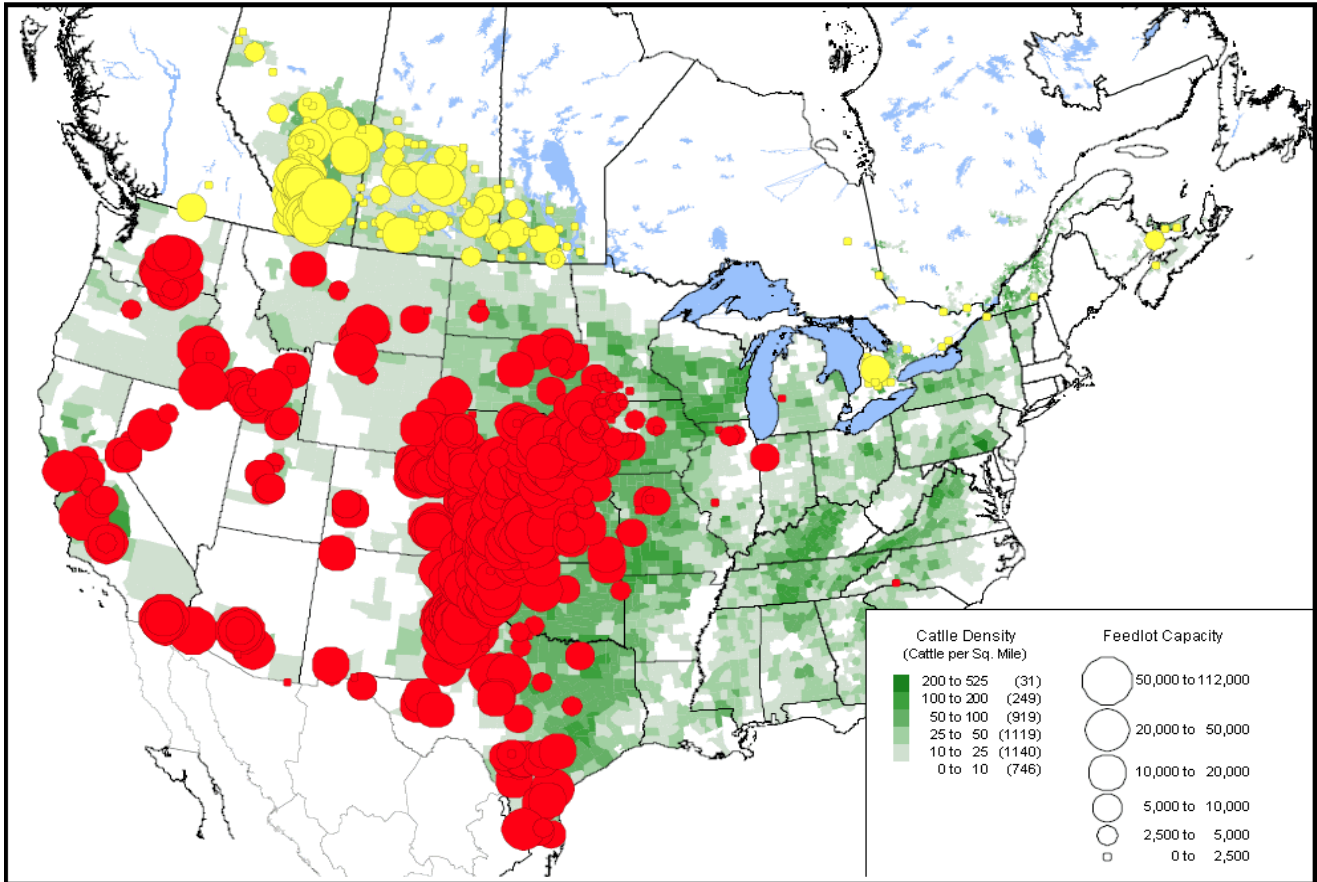 Catlle Density
(Cattle per Sq. Mile)
200 to 525 (31)
100 to 200 (249)
50 to 100 (919)
25 to 50 (1119)
10 to 25 (1140)
0 to 10 (746)
Feedlot Capacity
50,000 to 112,000
20,000 to 50,000
10,000 to 20,000
5,000 to 10,000
2,500 to 5,000
0 to 2,500